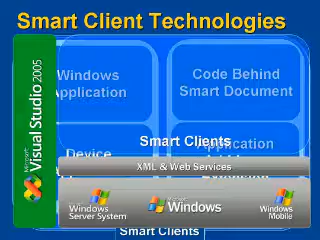 Smart Client Technologies
Microsoft
Visual Studio 2005
Windows
Application
Code Behind
Smart Document
Smart Clients
Device
Application
XML & Web Services
Microsoft
Windows
Server System
Microsoft
Windows
Windows
Mobile
Smart Clients